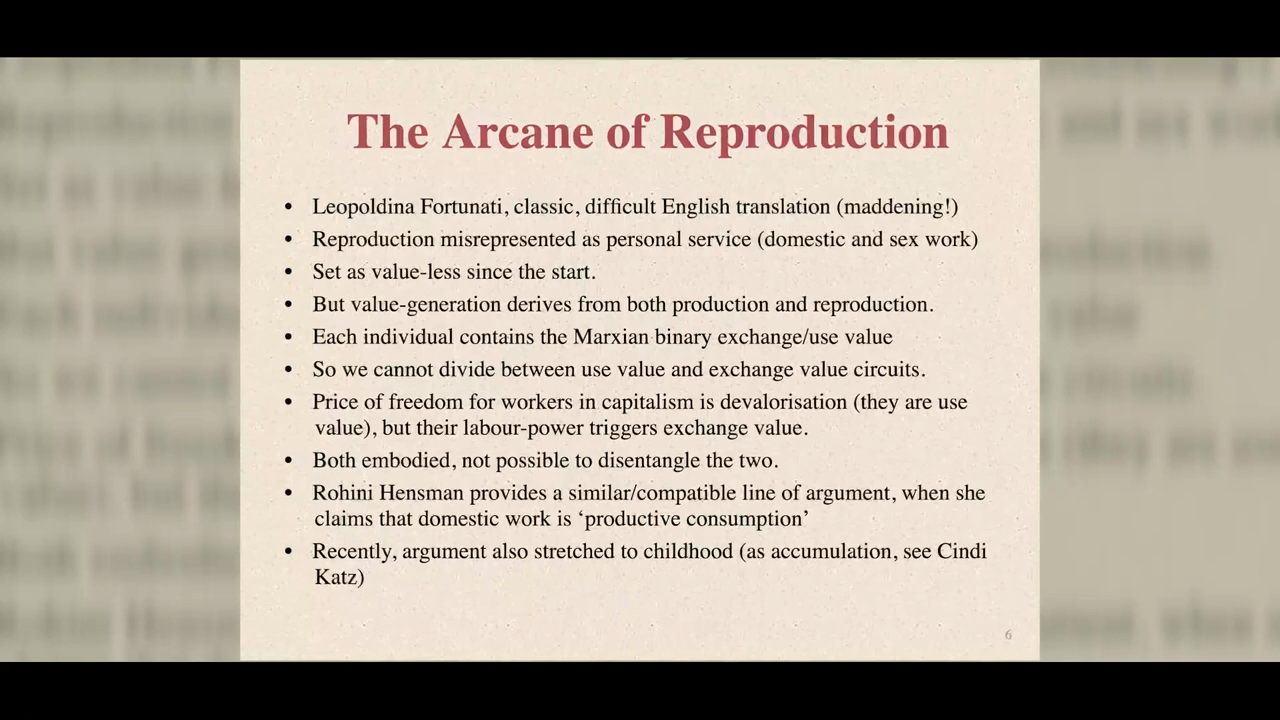 The Arcane of Reproduction
• Leopoldina Fortunati, classic, difficult English translation (maddening!)
• Reproduction misrepresented as personal service (domestic and sex work)
• Set as value-less since the start.
• But value-generation derives from both production and reproduction.
• Each individual contains the Marxian binary exchange/use value
• So we cannot divide between use value and exchange value circuits.
• Price of freedom for workers in capitalism is devalorisation (they are use
value), but their labour-power triggers exchange value.
• Both embodied, not possible to disentangle the two.
• Rohini Hensman provides a similar/compatible line of argument, when she
claims that domestic work is ‘productive consumption’
• Recently, argument also stretched to childhood (as accumulation, see Cindi
Katz)
6